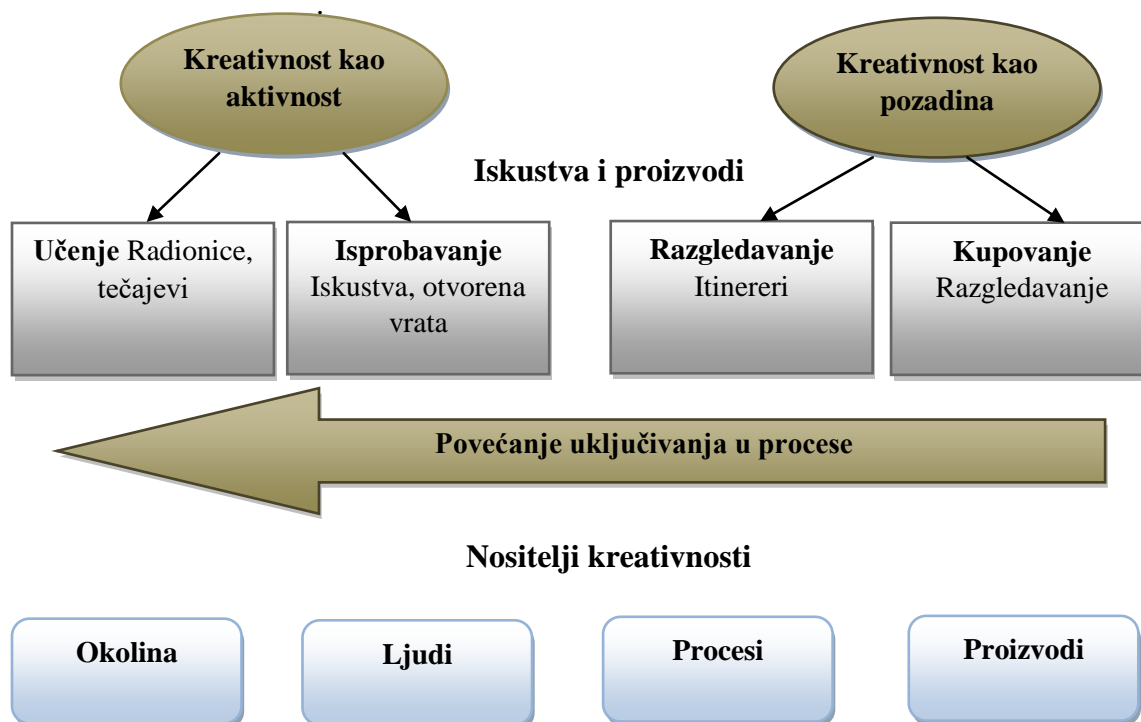 Kreativnost kao
aktivnost
Kreativnost kao
pozadina
Iskustva i proizvodi
Učenje Radionice,
tečajevi
Isprobavanje
Iskustva, otvorena
vrata
Razgledavanje
Itinereri
Kupovanje
Razgledavanje
Povećanje uključivanja u procese
Nositelji kreativnosti
Okolina
Ljudi
Procesi
Proizvodi